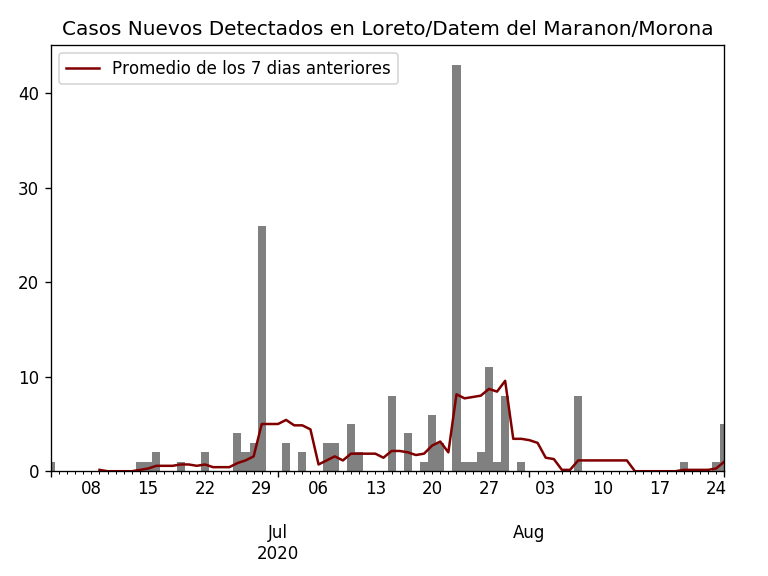 Casos Nuevos Detectados en Loreto/Datem del Maranon/Morona
Promedio de los 7 dias anteriores
40
30
20
10
0
08 15 22 29 06 13 20 27 03 10 17 24
Jul Aug
2020